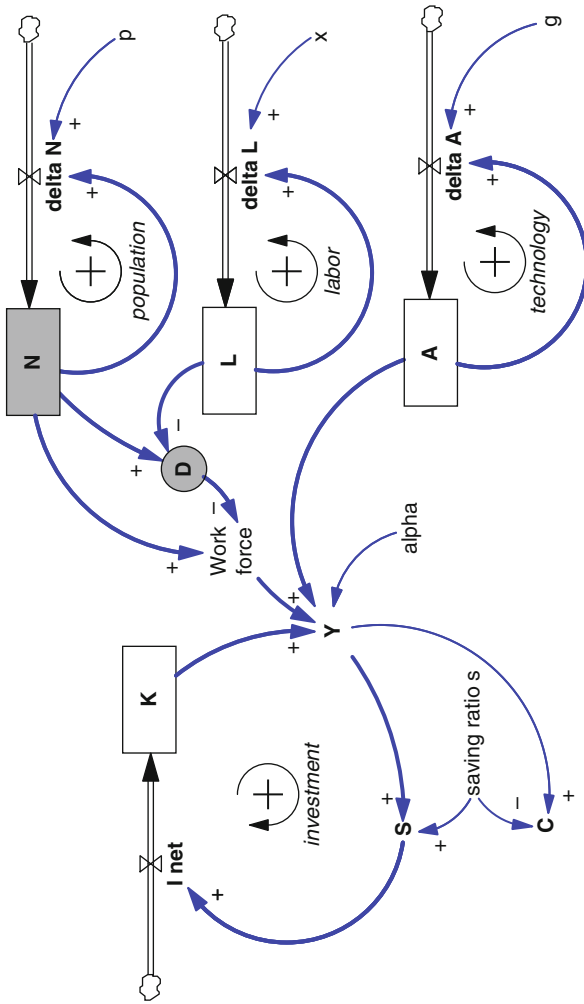 N
delta N
+
+
p
+
population
K
I net
+
+
+
D
−
−
Work
force
L
delta L
+
+
x
+
labor
+
investment
+
+
Y
alpha
A
delta A
+
+
g
+
technology
+
S
+
saving ratio s
−
C
+